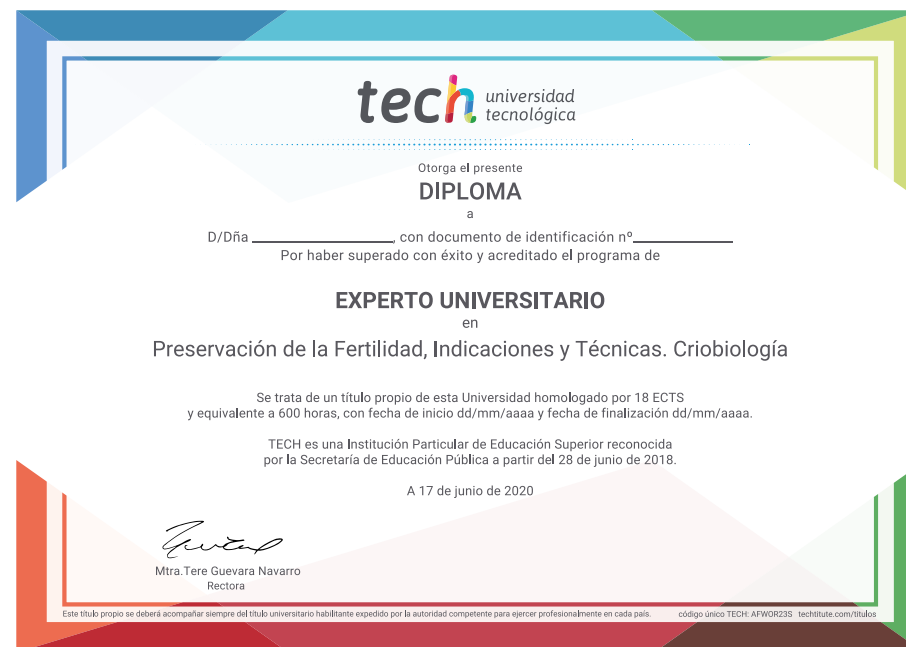 tech universidad
tecnológica
Otorga el presente
DIPLOMA
a
D/Dña ____________________, con documento de identificación nº______________
Por haber superado con éxito y acreditado el programa de
EXPERTO UNIVERSITARIO
en
Preservación de la Fertilidad, Indicaciones y Técnicas. Criobiología
Se trata de un título propio de esta Universidad homologado por 18 ECTS
y equivalente a 600 horas, con fecha de inicio dd/mm/aaaa y fecha de finalización dd/mm/aaaa.
TECH es una Institución Particular de Educación Superior reconocida
por la Secretaría de Educación Pública a partir del 28 de junio de 2018.
A 17 de junio de 2020
Mtra.Tere Guevara Navarro
Rectora
Este título propio se deberá acompañar siempre del título universitario habilitante expedido por la autoridad competente para ejercer profesionalmente en cada país. código único TECH: AFWOR23S techtitute.com/titulos